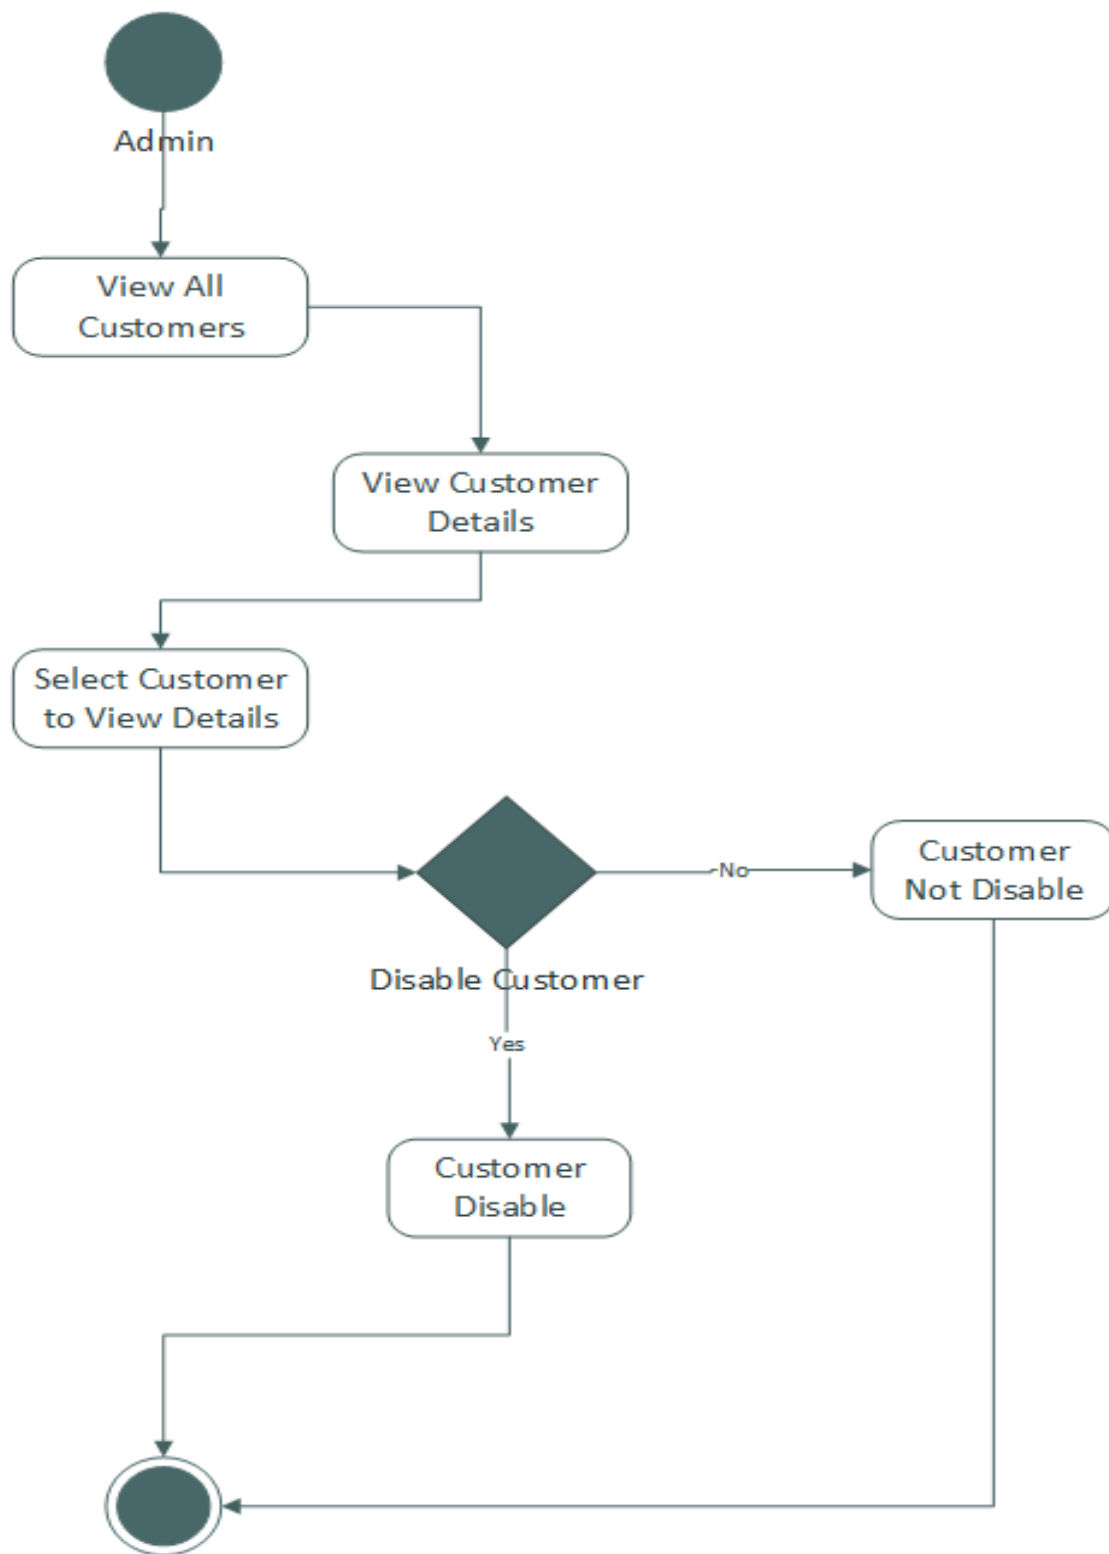 Admin
View All
Customers
View Customer
Details
Select Customer
to View Details
No
Customer
Not Disable
Disable Customer
Yes
Customer
Disable